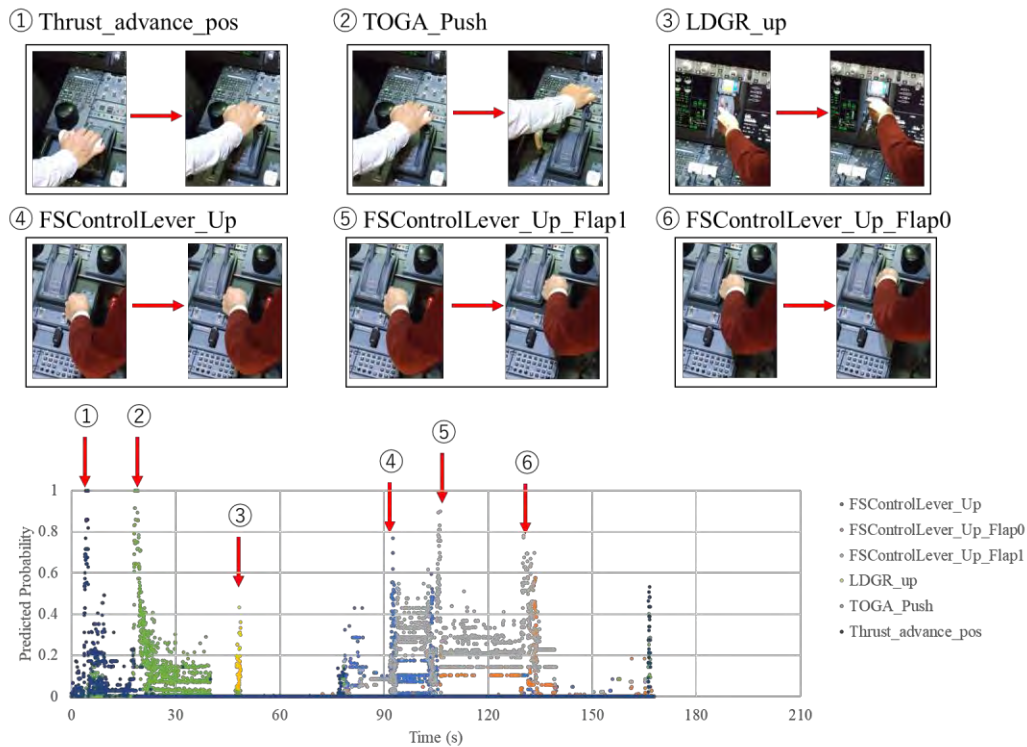 ① Thrust_advance_pos
② TOGA_Push
③ LDGR_up
④ FSControlLever_Up
⑤ FSControlLever_Up_Flap1
⑥ FSControlLever_Up_Flap0
①
②
③
④
⑤
⑥
Predicted Probability
1
0.8
0.6
0.4
0.2
0
0 30 60 90 120 150 180 210
Time (s)
FSControlLever_Up
FSControlLever_Up_Flap0
FSControlLever_Up_Flap1
LDGR_up
TOGA_Push
Thrust_advance_pos